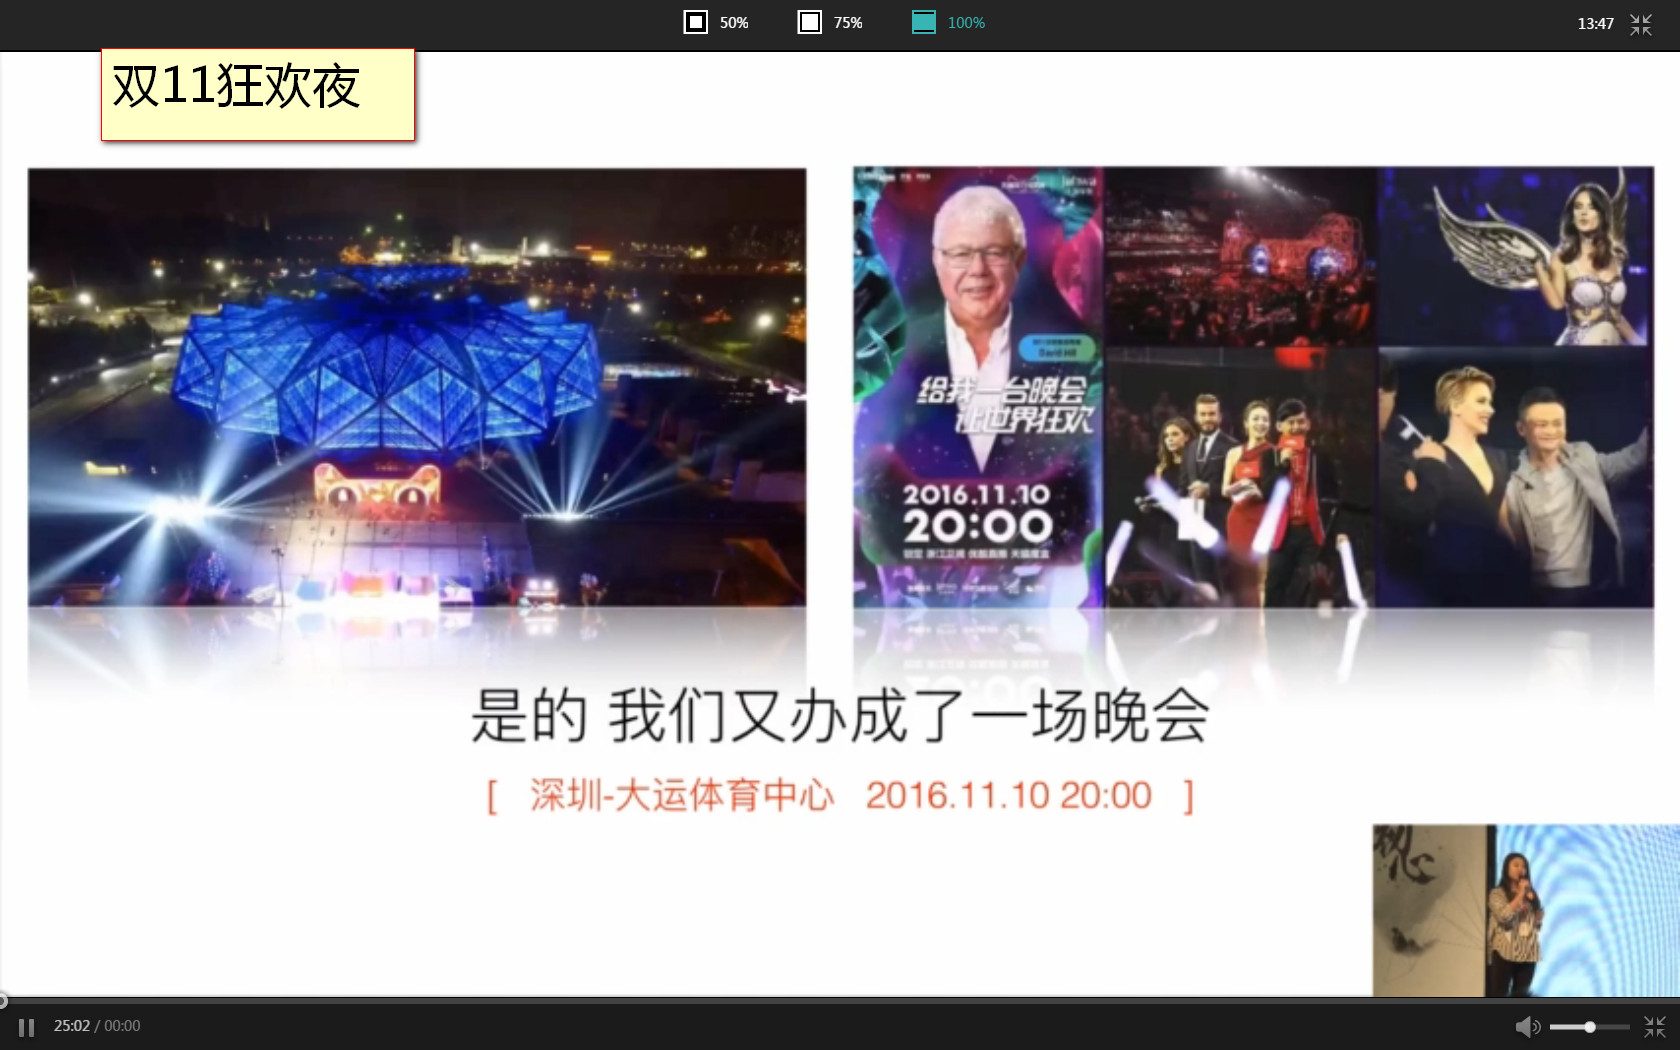 50%
75%
100%
13:47
双11狂欢夜
David Hill
给我一台晚会
让世界狂欢
2016.11.10
20:00
是的 我们又办成了一场晚会
[ 深圳-大运体育中心 2016.11.10 20:00 ]
25:02 / 00:00